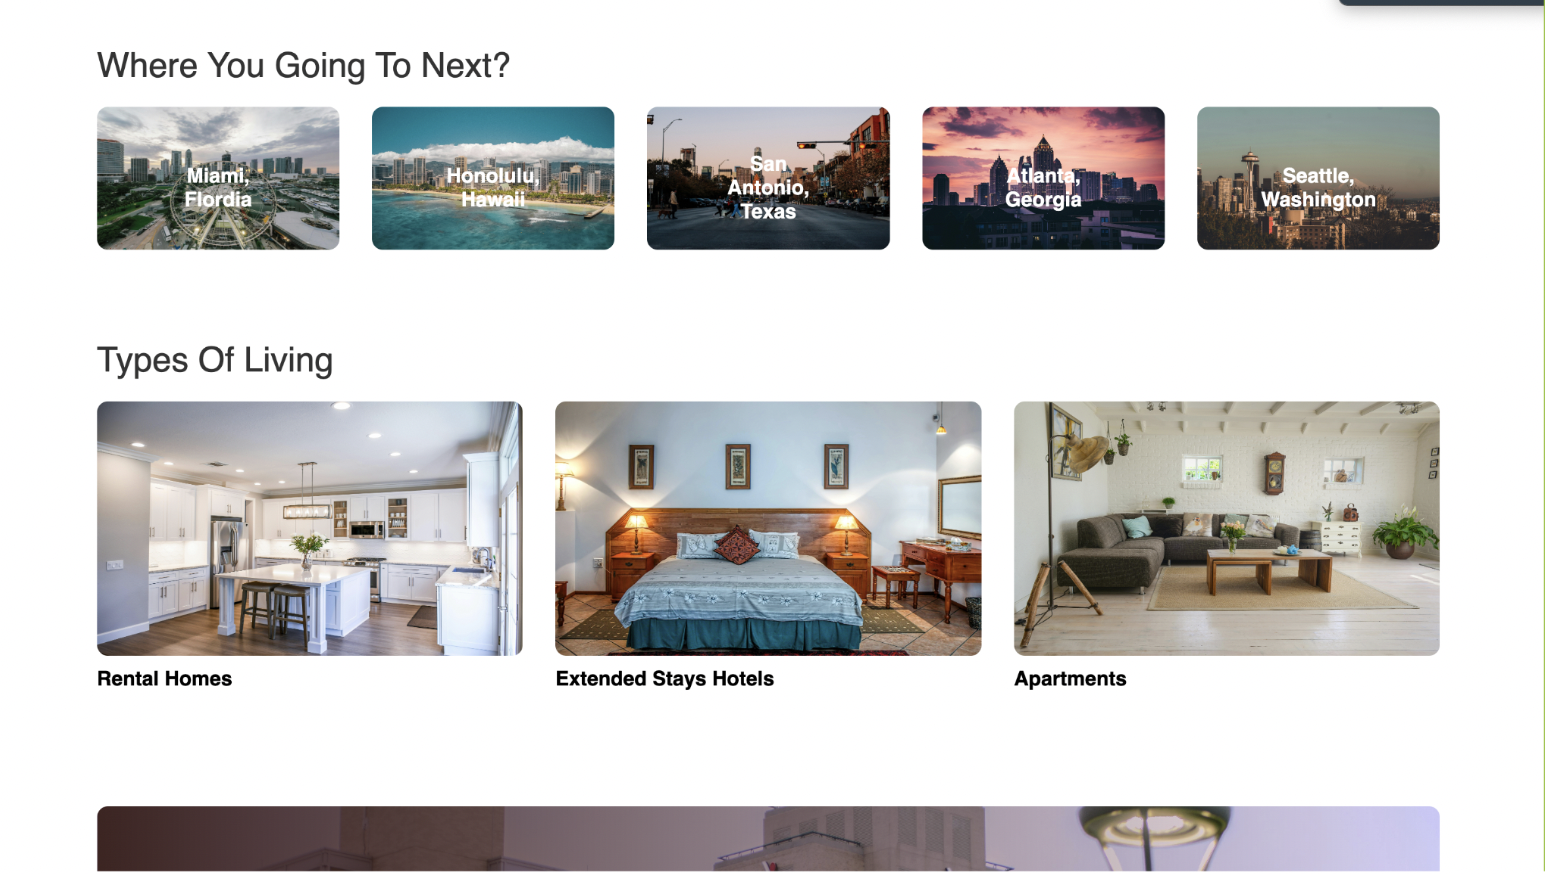 Where You Going To Next?
Miami,
Flordia
Honolulu,
Hawaii
San
Antonio,
Texas
Atlanta,
Georgia
Seattle,
Washington
Types Of Living
Rental Homes
Extended Stays Hotels
Apartments